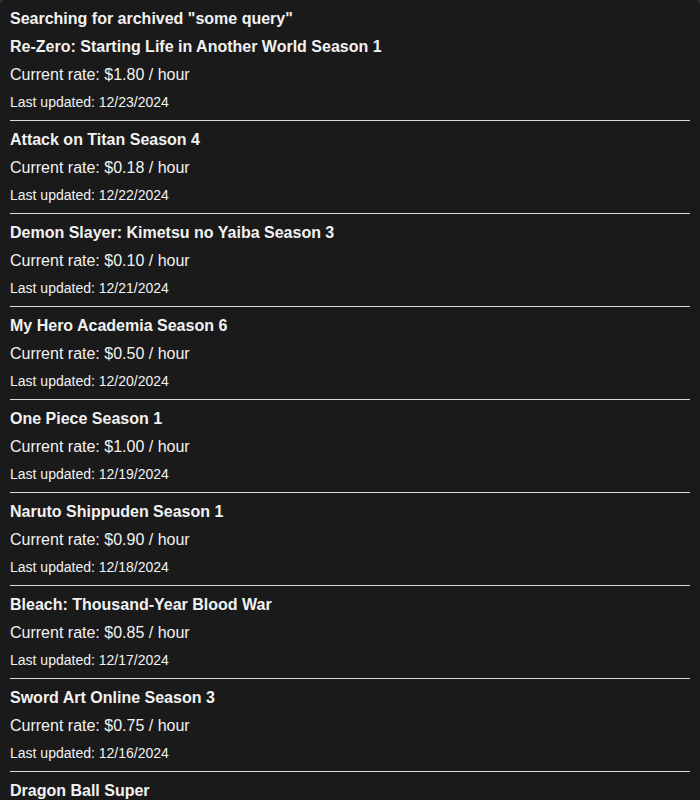 Searching for archived "some query"
Re-Zero: Starting Life in Another World Season 1
Current rate: $1.80 / hour
Last updated: 12/23/2024
Attack on Titan Season 4
Current rate: $0.18 / hour
Last updated: 12/22/2024
Demon Slayer: Kimetsu no Yaiba Season 3
Current rate: $0.10 / hour
Last updated: 12/21/2024
My Hero Academia Season 6
Current rate: $0.50 / hour
Last updated: 12/20/2024
One Piece Season 1
Current rate: $1.00 / hour
Last updated: 12/19/2024
Naruto Shippuden Season 1
Current rate: $0.90 / hour
Last updated: 12/18/2024
Bleach: Thousand-Year Blood War
Current rate: $0.85 / hour
Last updated: 12/17/2024
Sword Art Online Season 3
Current rate: $0.75 / hour
Last updated: 12/16/2024
Dragon Ball Super